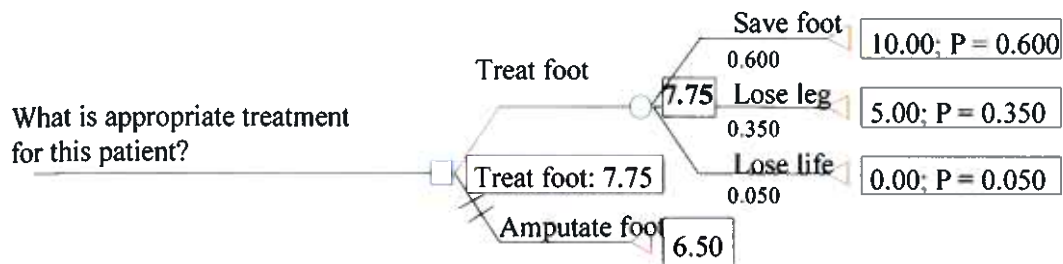 Save foot
10.00; P = 0.600
0.600
Treat foot
7.75
Lose leg
5.00; P = 0.350
0.350
What is appropriate treatment
for this patient?
Lose life
0.00; P = 0.050
0.050
Treat foot: 7.75
Amputate foot
6.50